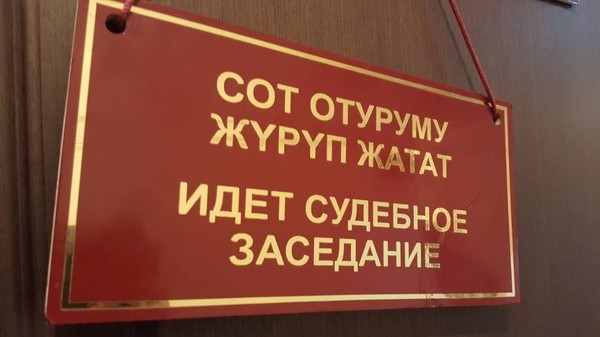 СОТ ОТУРУМУ
ЖҮРҮП ЖАТАТ
ИДЕТ СУДЕБНОЕ
ЗАСЕДАНИЕ